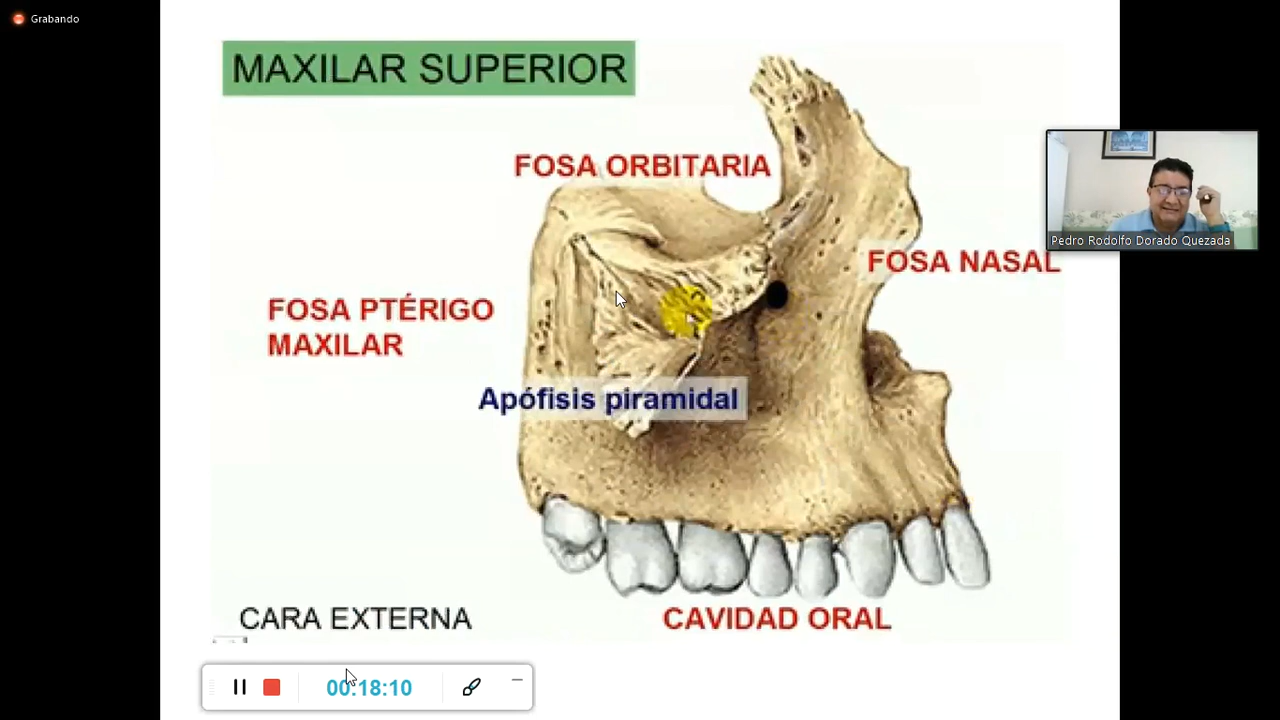 Grabando
MAXILAR SUPERIOR
FOSA ORBITARIA
Pedro Rodolfo Dorado Quezada
FOSA NASAL
FOSA PTÉRIGO
MAXILAR
Apófisis piramidal
CARA EXTERNA
CAVIDAD ORAL
00:18:10